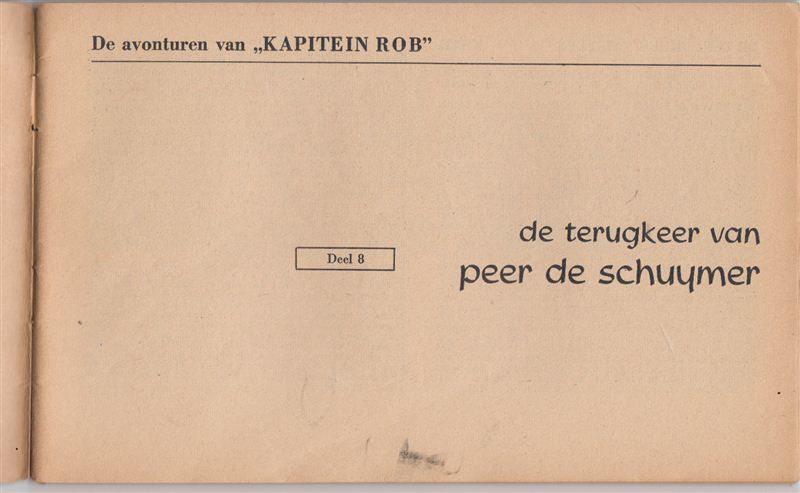 De avonturen van „KAPITEIN ROB”
Deel 8
de terugkeer van
peer de schuymer